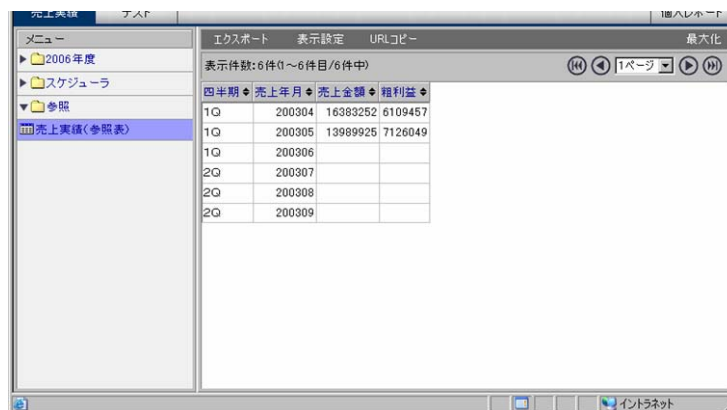 売上実績 テスト 個人レポート
メニュー
2006年度
スケジューラ
参照
売上実績(参照表)
エクスポート 表示設定 URLコピー 最大化
表示件数:6件(1~6件目/6件中) 1ページ
四半期 売上年月 売上金額 粗利益
1Q 200304 16383252 6109457
1Q 200305 13989925 7126049
1Q 200306
2Q 200307
2Q 200308
2Q 200309
イントラネット